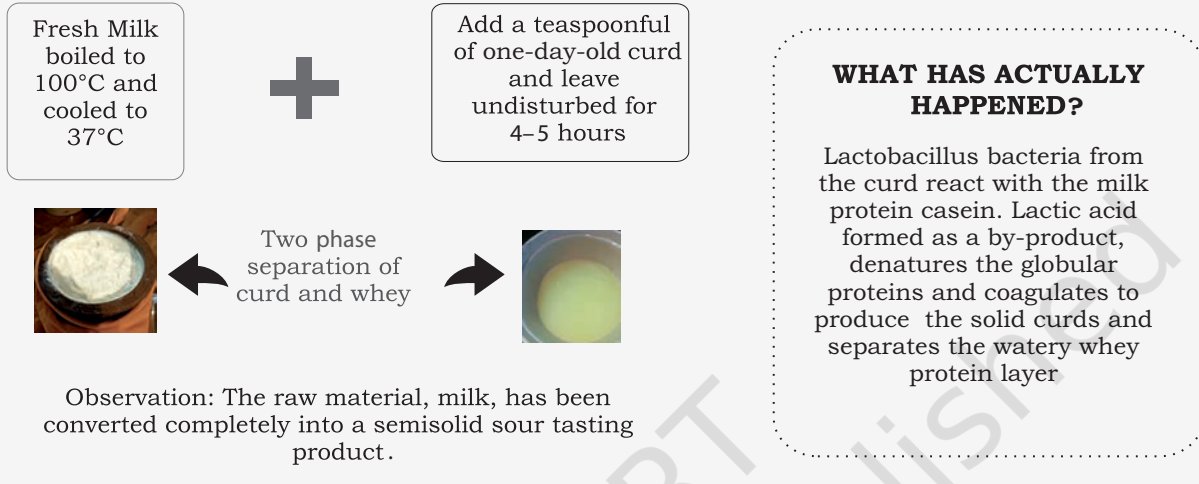 Fresh Milk
boiled to
100°C and
cooled to
37°C
Add a teaspoonful
of one-day-old curd
and leave
undisturbed for
4–5 hours
Two phase
separation of
curd and whey
Observation: The raw material, milk, has been
converted completely into a semisolid sour tasting
product.
WHAT HAS ACTUALLY
HAPPENED?
Lactobacillus bacteria from
the curd react with the milk
protein casein. Lactic acid
formed as a by-product,
denatures the globular
proteins and coagulates to
produce the solid curds and
separates the watery whey
protein layer